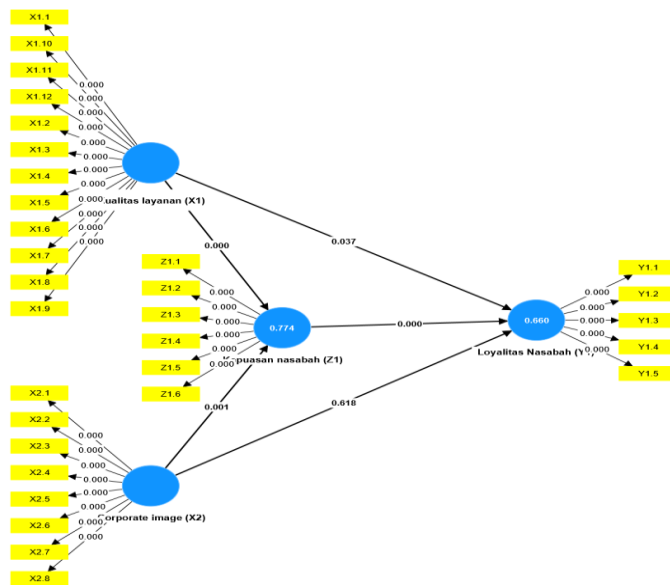 X1.1
X1.10
X1.11
X1.12
X1.2
X1.3
X1.4
X1.5
X1.6
X1.7
X1.8
X1.9
0.000
0.000
0.000
0.000
0.000
0.000
0.000
0.000
0.000
0.000
0.000
0.000
ualitas layanan (X1)
0.000
0.037
Z1.1
Z1.2
Z1.3
Z1.4
Z1.5
Z1.6
0.000
0.000
0.000
0.000
0.000
0.000
0.774
nasabah (Z1)
0.000
0.660
Loyalitas Nasabah
0.000
0.000
0.000
0.000
0.000
Y1.1
Y1.2
Y1.3
Y1.4
Y1.5
0.001
0.618
X2.1
X2.2
X2.3
X2.4
X2.5
X2.6
X2.7
X2.8
0.000
0.000
0.000
0.000
0.000
0.000
0.000
0.000
orporate image (X2)